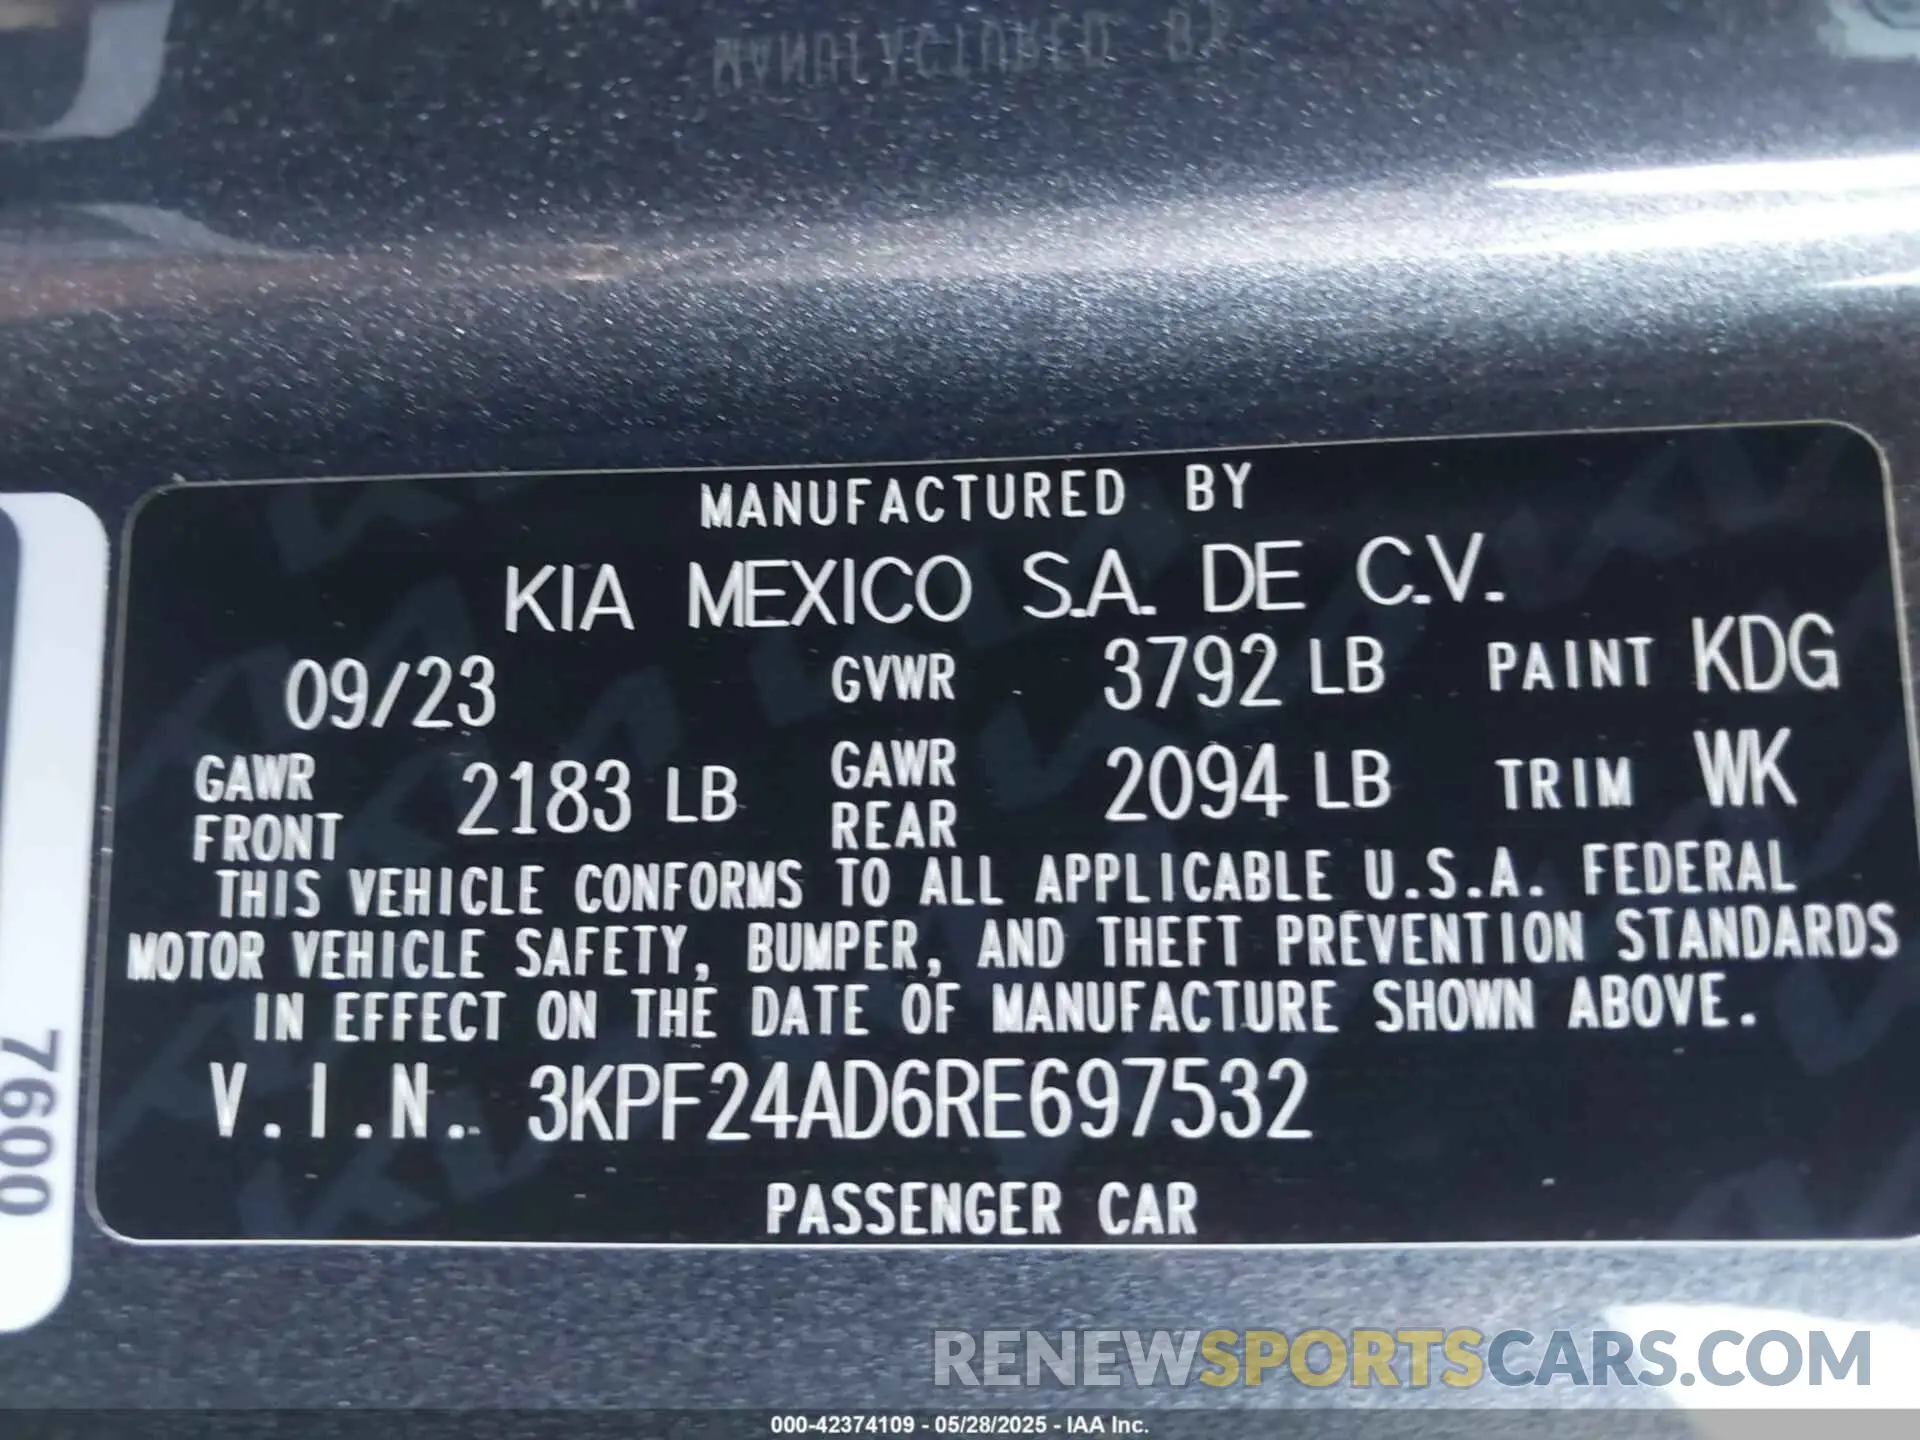 MANUFACTURED BY
MANUFACTURED BY
KIA MEXICO S.A. DE C.V.
09/23 GVWR 3792 LB PAINT KDG
GAWR FRONT 2183 LB GAWR REAR 2094 LB TRIM WK
THIS VEHICLE CONFORMS TO ALL APPLICABLE U.S.A. FEDERAL
MOTOR VEHICLE SAFETY, BUMPER, AND THEFT PREVENTION STANDARDS
IN EFFECT ON THE DATE OF MANUFACTURE SHOWN ABOVE.
V.I.N. 3KPF24AD6RE697532
PASSENGER CAR
7600
RENEWSPORTSCARS.COM
000-42374109 - 05/28/2025 - IAA Inc.